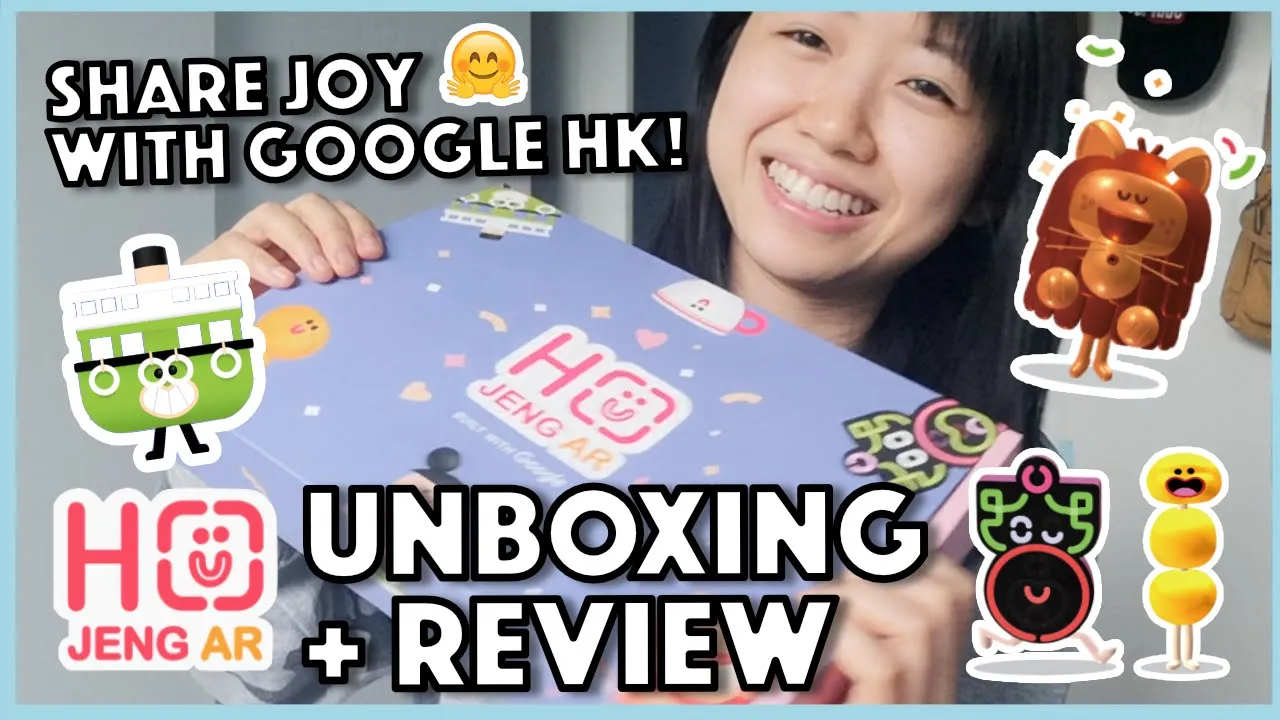 SHARE JOY
WITH GOOGLE HK!
HO
JENG AR
BUILT WITH Google
HO
JENG AR
UNBOXING
+ REVIEW